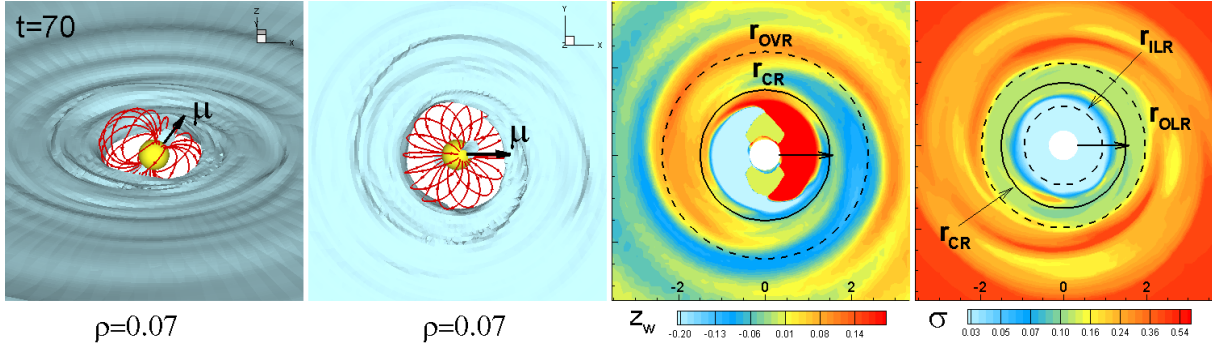 t=70
Z
Y
X
μ
ρ=0.07
Y
Z
X
μ
ρ=0.07
r_OVR
r_CR
-2 0 2
z_w
-0.20 -0.13 -0.07 -0.01 0.08 0.14
r_ILR
r_OLR
r_CR
-2 0 2
σ
0.03 0.05 0.07 0.10 0.16 0.24 0.36 0.54